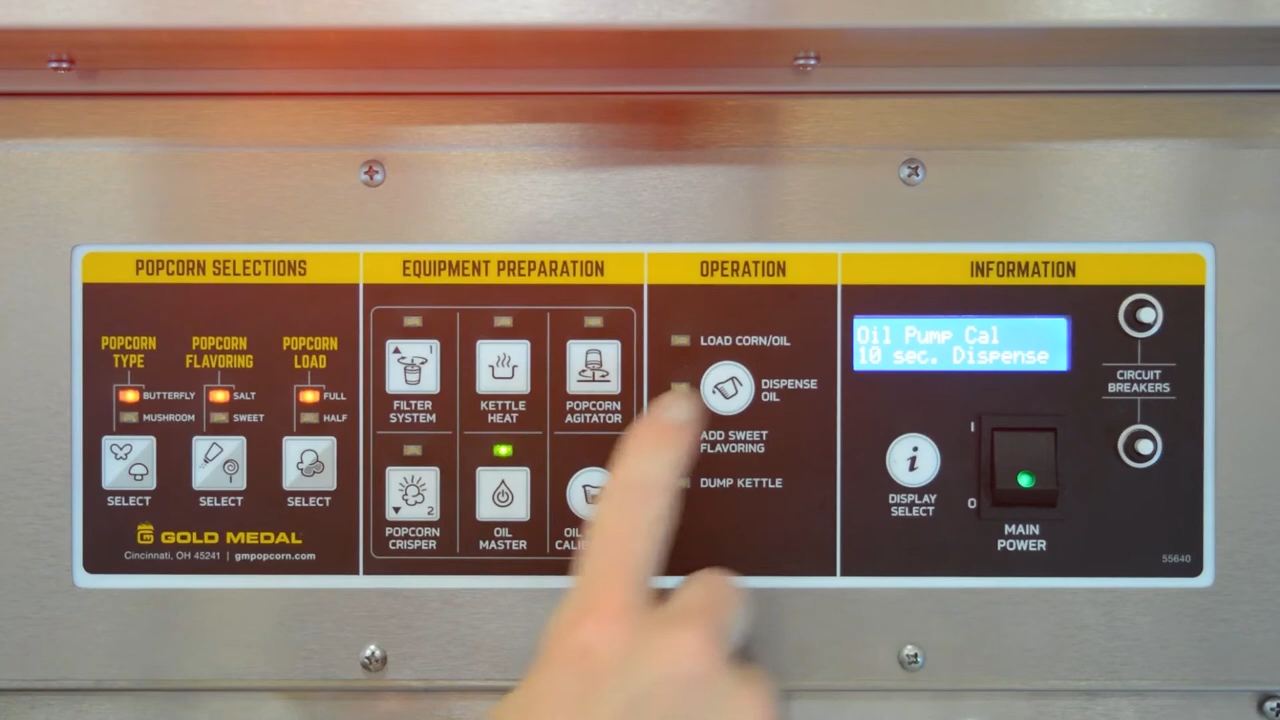 POPCORN SELECTIONS
POPCORN
TYPE
BUTTERFLY
MUSHROOM
SELECT
POPCORN
FLAVORING
SALT
SWEET
SELECT
POPCORN
LOAD
FULL
HALF
SELECT
GOLD MEDAL
Cincinnati, OH 45241 | gmpopcorn.com
EQUIPMENT PREPARATION
1
FILTER
SYSTEM
KETTLE
HEAT
POPCORN
AGITATOR
2
POPCORN
CRISPER
OIL
MASTER
OIL
OPERATION
LOAD CORN/OIL
DISPENSE
OIL
ADD SWEET
FLAVORING
DUMP KETTLE
INFORMATION
Oil Pump Cal
10 sec. Dispense
i
DISPLAY
SELECT
I
O
MAIN
POWER
CIRCUIT
BREAKERS
55640